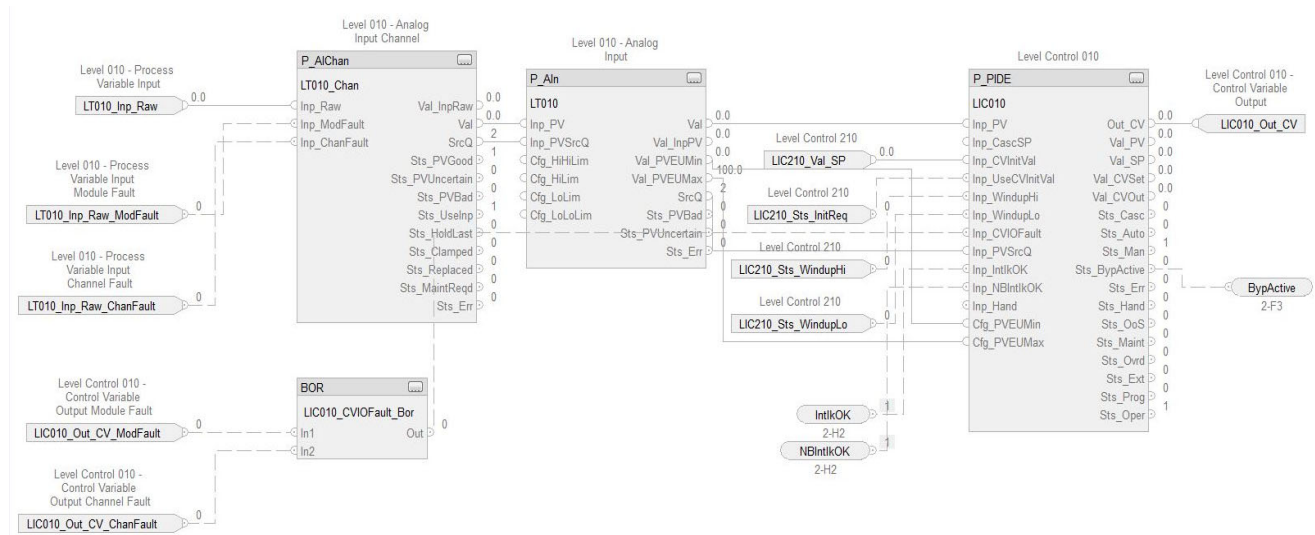 Level 010 - Analog
Input Channel
Level 010 - Analog
Input
Level Control 010
Level 010 - Process
Variable Input
LT010_Inp_Raw
0.0
Level 010 - Process
Variable Input
Module Fault
LT010_Inp_Raw_ModFault
0
Level 010 - Process
Variable Input
Channel Fault
LT010_Inp_Raw_ChanFault
0
P_AIChan
...
LT010_Chan
Inp_Raw
Inp_ModFault
Inp_ChanFault
Val_InpRaw 0.0
Val 0.0
SrcQ 2
Sts_PVGood 1
Sts_PVUncertain 0
Sts_PVBad 0
Sts_UseInp 1
Sts_HoldLast 0
Sts_Clamped 0
Sts_Replaced 0
Sts_MaintReqd 0
Sts_Err 0
P_AIn
...
LT010
Inp_PV
Inp_PVSrcQ
Cfg_HiHiLim
Cfg_HiLim
Cfg_LoLim
Cfg_LoLoLim
Val 0.0
Val_InpPV 0.0
Val_PVEUMin 0.0
Val_PVEUMax 100.0
SrcQ 2
Sts_PVBad 0
Sts_PVUncertain 0
Sts_Err 0
Level Control 210
LIC210_Val_SP
0.0
Level Control 210
LIC210_Sts_InitReq
0
Level Control 210
LIC210_Sts_WindupHi
0
Level Control 210
LIC210_Sts_WindupLo
0
IntlkOK
1
2-H2
NBIntlkOK
1
2-H2
P_PIDE
...
LIC010
Inp_PV
Inp_CascSP
Inp_CVInitVal
Inp_UseCVInitVal
Inp_WindupHi
Inp_WindupLo
Inp_CVIOFault
Inp_PVSrcQ
Inp_IntlkOK
Inp_NBIntlkOK
Inp_Hand
Cfg_PVEUMin
Cfg_PVEUMax
Out_CV 0.0
Val_PV 0.0
Val_SP 0.0
Val_CVSet 0.0
Val_CVOut 0.0
Sts_Casc 0
Sts_Auto 0
Sts_Man 1
Sts_BypActive 0
Sts_Err 0
Sts_Hand 0
Sts_OoS 0
Sts_Maint 0
Sts_Ovrd 0
Sts_Ext 0
Sts_Prog 0
Sts_Oper 1
Level Control 010 -
Control Variable
Output
LIC010_Out_CV
BypActive
2-F3
Level Control 010 -
Control Variable
Output Module Fault
LIC010_Out_CV_ModFault
0
Level Control 010 -
Control Variable
Output Channel Fault
LIC010_Out_CV_ChanFault
0
BOR
...
LIC010_CVIOFault_Bor
In1
In2
Out 0